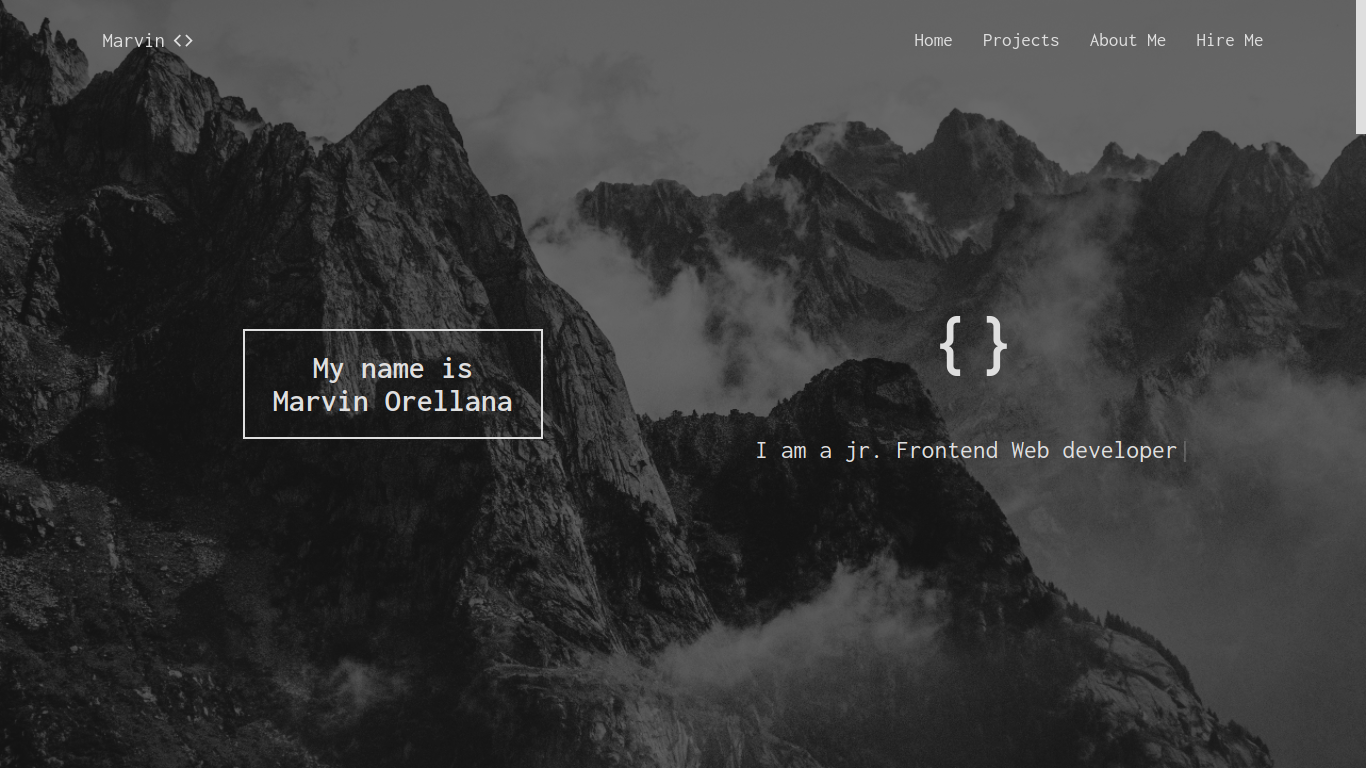 Marvin <>
Home
Projects
About Me
Hire Me
My name is
Marvin Orellana
{ }
I am a jr. Frontend Web developer|